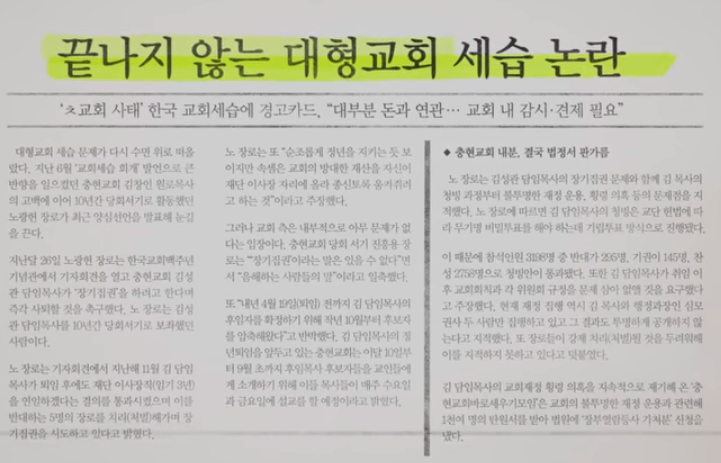 끝나지 않는 대형교회 세습 논란
‘ㅊ교회 사태’ 한국 교회세습에 경고카드, “대부분 돈과 연관… 교회 내 감시·견제 필요”
대형교회 세습 문제가 다시 수면 위로 떠올
랐다. 지난 6월 ‘교회세습 회개’ 발언으로 큰
반향을 일으켰던 충현교회 김창인 원로목사
의 고백에 이어 10년간 당회서기로 활동했던
노광헌 장로가 최근 양심선언을 발표해 눈길
을 끈다.
지난달 26일 노광헌 장로는 한국교회백주년
기념관에서 기자회견을 열고 충현교회 김성
관 담임목사가 ‘장기집권’을 하려고 한다며
즉각 사퇴할 것을 촉구했다. 노 장로는 김성
관 담임목사를 10년간 당회서기로 보좌했던
사람이다.
노 장로는 기자회견에서 지난해 11월 김 담임
목사가 퇴임 후에도 재단 이사장직(임기 3년)
을 연임하겠다는 결의를 통과시켰으며 이를
반대하는 5명의 장로를 치리(처벌)해가며 장
기집권을 시도하고 있다고 밝혔다.
노 장로는 또 “순조롭게 정년을 지키는 듯 보
이지만 속셈은 교회의 방대한 재산을 자신이
재단 이사장 자리에 올라 종신토록 움켜쥐려
고 하는 것”이라고 주장했다.
그러나 교회 측은 내부적으로 아무 문제가 없
다는 입장이다. 충현교회 당회 서기 진흥용 장
로는 “‘장기집권’이라는 말은 있을 수 없다”면
서 “음해하는 사람들의 말”이라고 일축했다.
또 “내년 4월 19일(퇴임) 전까지 김 담임목사의
후임자를 확정하기 위해 작년 10월부터 후보자
를 압축해왔다”고 반박했다. 김 담임목사의 정
년퇴임을 앞두고 있는 충현교회는 이달 10일부
터 9월 초까지 후임목사 후보자들을 교인들에
게 소개하기 위해 이들 목사들이 매주 수요일
과 금요일에 설교를 할 예정이라고 밝혔다.
◆ 충현교회 내분, 결국 법정서 판가름
노 장로는 김성관 담임목사의 장기집권 문제와 함께 김 목사의
청빙 과정부터 불투명한 재정 운용, 횡령 의혹 등의 문제점을 지
적했다. 노 장로에 따르면 김 담임목사의 청빙은 교단 헌법에 따
라 무기명 비밀투표를 해야 하는데 기립투표 방식으로 진행됐다.
이 때문에 참석인원 3198명 중 반대가 295명, 기권이 145명, 찬
성 2758명으로 청빙안이 통과됐다. 또한 김 담임목사가 취임 이
후 교회회칙과 각 위원회 규정을 문제 삼아 없앨 것을 요구했다
고 주장했다. 현재 재정 집행 역시 김 목사와 행정과장인 심모
권사 두 사람만 집행하고 있고 그 결과도 투명하게 공개하지 않
는다고 지적했다. 또 장로들이 강제 치리(처벌)될 것을 두려워해
이를 지적하지 못하고 있다고 덧붙였다.
김 담임목사의 교회재정 횡령 의혹을 지속적으로 제기해 온 ‘충
현교회바로세우기모임’은 교회의 불투명한 재정 운용과 관련해
1천여 명의 탄원서를 받아 법원에 ‘장부열람등사 가처분’ 신청을
냈다.